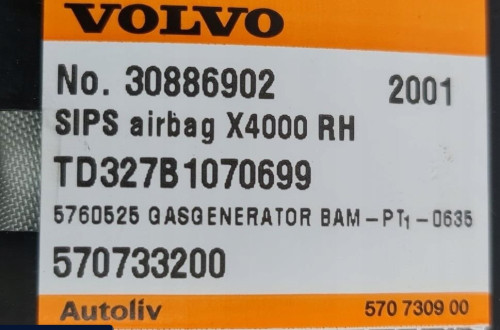 VOLVO
No. 30886902 2001
SIPS airbag X4000 RH
TD327B1070699
5760525 GASGENERATOR BAM-PT1-0635
570733200
Autoliv 570 7309 00